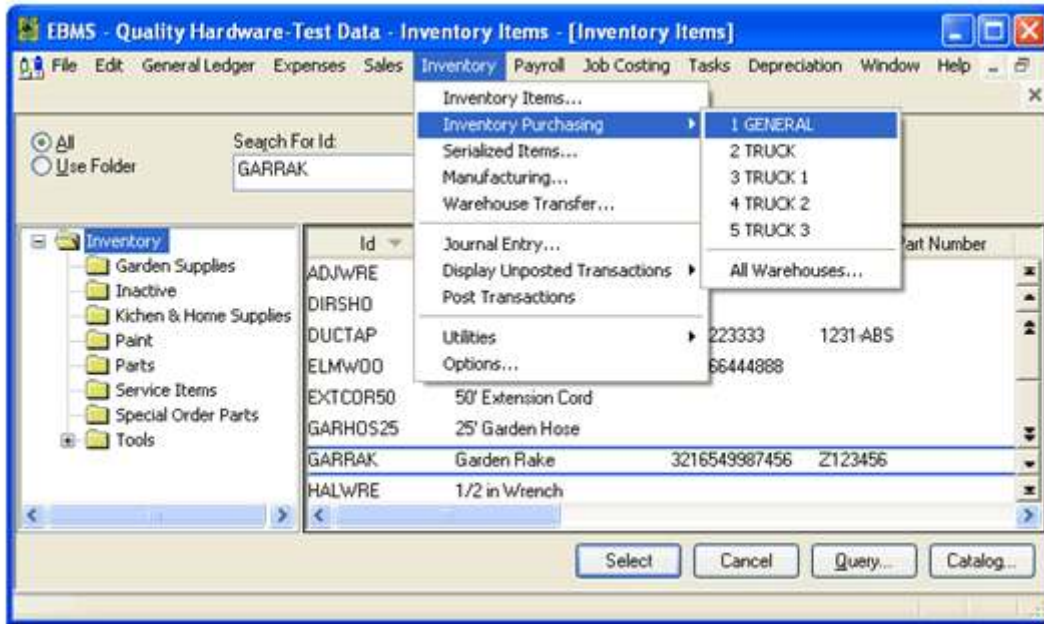 EBMS - Quality Hardware-Test Data - Inventory Items - [Inventory Items]
File Edit General Ledger Expenses Sales Inventory Payroll Job Costing Tasks Depreciation Window Help
All
Use Folder
Search For Id:
GARRAK
Inventory Items...
Inventory Purchasing
Serialized Items...
Manufacturing...
Warehouse Transfer...
Journal Entry...
Display Unposted Transactions
Post Transactions
Utilities
Options...
1 GENERAL
2 TRUCK
3 TRUCK 1
4 TRUCK 2
5 TRUCK 3
All Warehouses...
Inventory
Garden Supplies
Inactive
Kichen & Home Supplies
Paint
Parts
Service Items
Special Order Parts
Tools
Id Part Number
ADJWRE
DIRSHO
DUCTAP 223333 1231-ABS
ELMWOO 66444888
EXTCOR50 50' Extension Cord
GARHOS25 25' Garden Hose
GARRAK Garden Rake 3216549987456 Z123456
HALWRE 1/2 in Wrench
Select Cancel Query... Catalog...